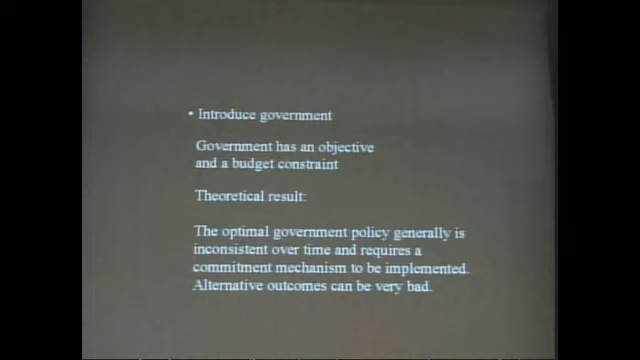 • Introduce government
Government has an objective
and a budget constraint
Theoretical result:
The optimal government policy generally is
inconsistent over time and requires a
commitment mechanism to be implemented.
Alternative outcomes can be very bad.